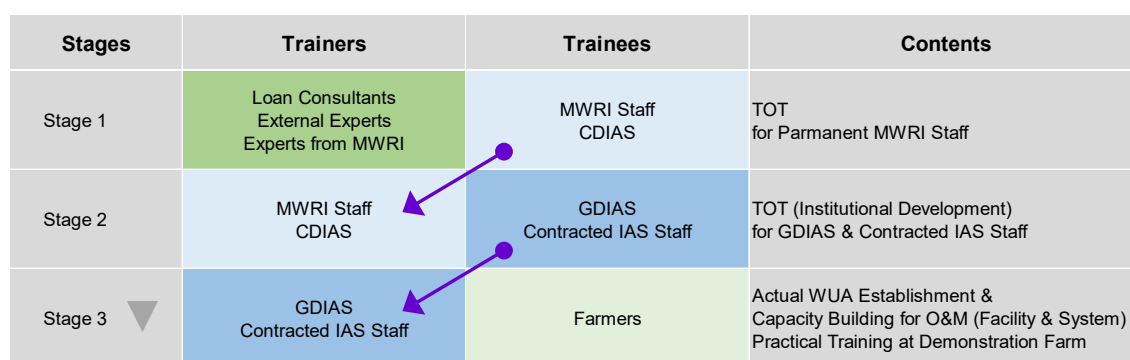 Stages Trainers Trainees Contents
Stage 1
Loan Consultants
External Experts
Experts from MWRI
MWRI Staff
CDIAS
TOT
for Parmanent MWRI Staff
Stage 2
MWRI Staff
CDIAS
GDIAS
Contracted IAS Staff
TOT (Institutional Development)
for GDIAS & Contracted IAS Staff
Stage 3
GDIAS
Contracted IAS Staff
Farmers
Actual WUA Establishment &
Capacity Building for O&M (Facility & System)
Practical Training at Demonstration Farm